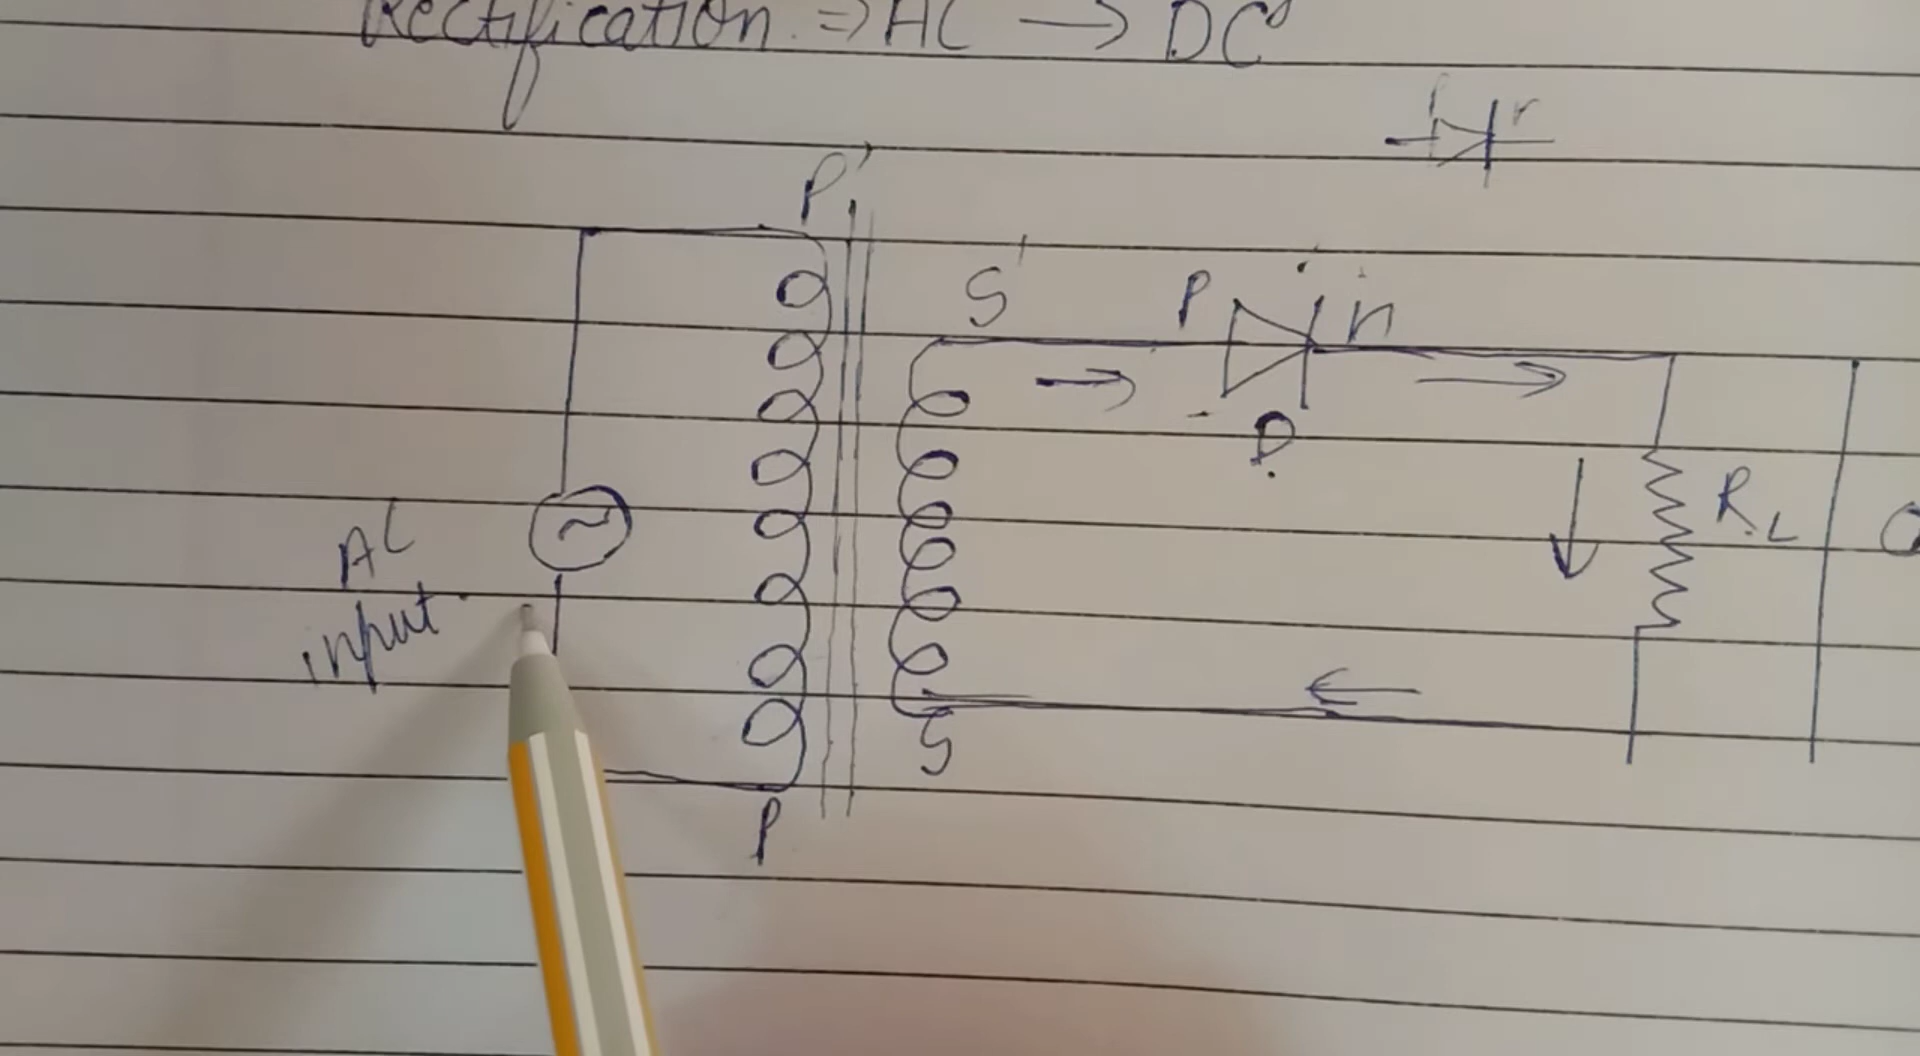 Rectification. => AC → DC
P n
P'
S'
P n
D
AC
input
RL
S
P